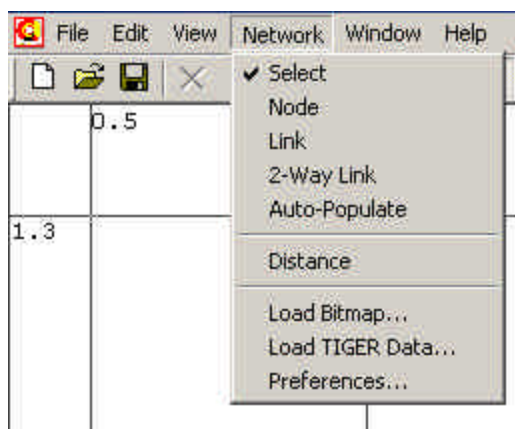 File Edit View Network Window Help
Select
Node
Link
2-Way Link
Auto-Populate
Distance
Load Bitmap...
Load TIGER Data...
Preferences...
0.5
1.3